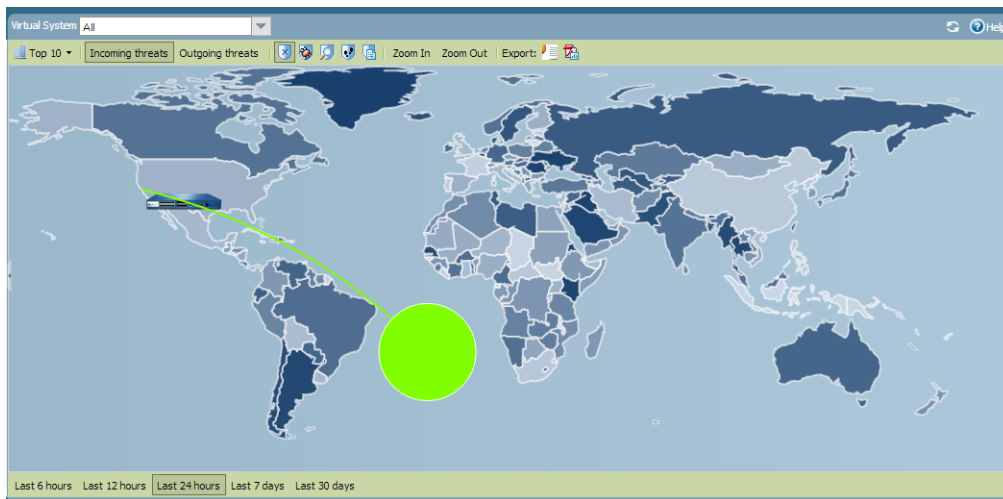 Virtual System All Help
Top 10 Incoming threats Outgoing threats Zoom In Zoom Out Export:
Last 6 hours Last 12 hours Last 24 hours Last 7 days Last 30 days